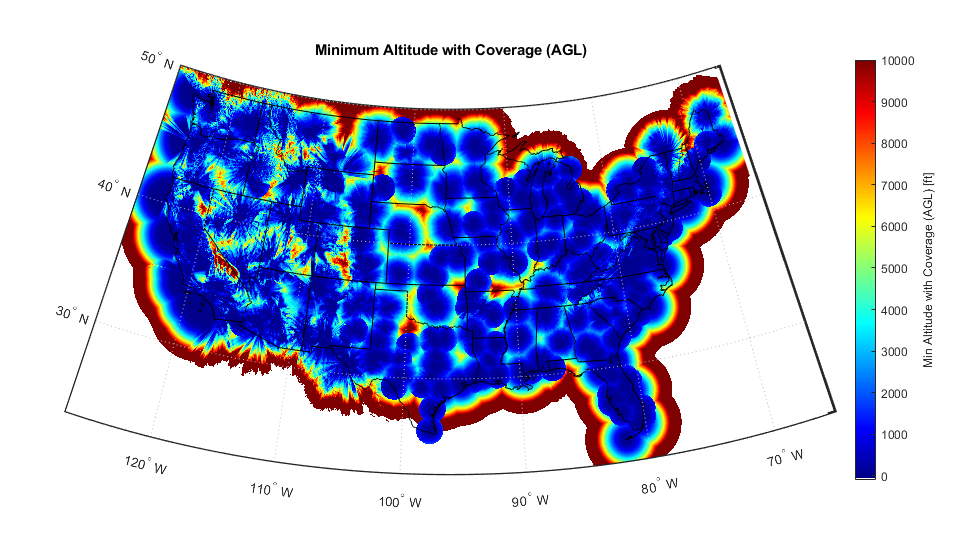 Minimum Altitude with Coverage (AGL)
50° N
40° N
30° N
120° W
110° W
100° W
90° W
80° W
70° W
10000
9000
8000
7000
6000
5000
4000
3000
2000
1000
0
Min Altitude with Coverage (AGL) [ft]